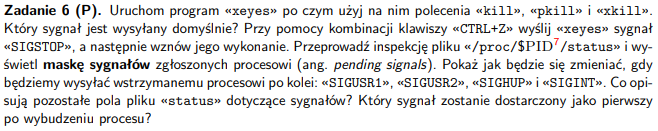 Zadanie 6 (P). Uruchom program «xeyes» po czym użyj na nim polecenia «kill», «pkill» i «xkill».
Który sygnał jest wysyłany domyślnie? Przy pomocy kombinacji klawiszy «CTRL+Z» wyślij «xeyes» sygnał
«SIGSTOP», a następnie wznów jego wykonanie. Przeprowadź inspekcję pliku «/proc/$PID⁷/status» i wy-
świetl maskę sygnałów zgłoszonych procesowi (ang. pending signals). Pokaż jak będzie się zmieniać, gdy
będziemy wysyłać wstrzymanemu procesowi po kolei: «SIGUSR1», «SIGUSR2», «SIGHUP» i «SIGINT». Co opi-
sują pozostałe pola pliku «status» dotyczące sygnałów? Który sygnał zostanie dostarczony jako pierwszy
po wybudzeniu procesu?